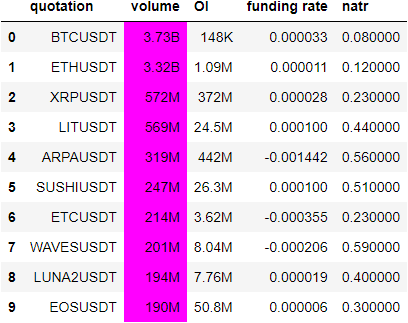 quotation volume OI funding rate natr
0 BTCUSDT 3.73B 148K 0.000033 0.080000
1 ETHUSDT 3.32B 1.09M 0.000011 0.120000
2 XRPUSDT 572M 372M 0.000028 0.230000
3 LITUSDT 569M 24.5M 0.000100 0.440000
4 ARPAUSDT 319M 442M -0.001442 0.560000
5 SUSHIUSDT 247M 26.3M 0.000100 0.510000
6 ETCUSDT 214M 3.62M -0.000355 0.230000
7 WAVESUSDT 201M 8.04M -0.000206 0.590000
8 LUNA2USDT 194M 7.76M 0.000019 0.400000
9 EOSUSDT 190M 50.8M 0.000006 0.300000